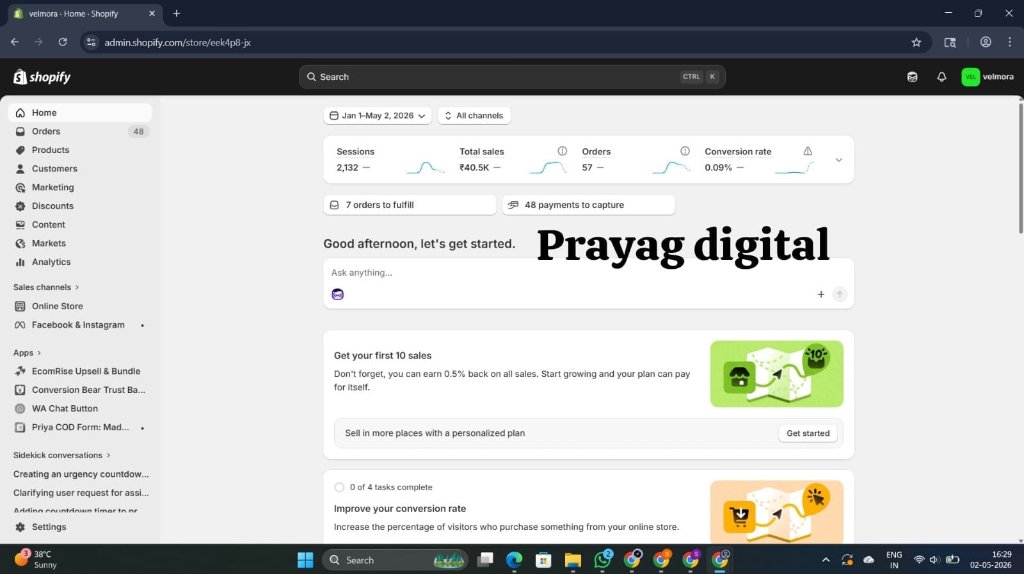 velmora · Home · Shopify
admin.shopify.com/store/eek4p8-jx
shopify
Search
CTRL K
VEL velmora
Home
Orders 48
Products
Customers
Marketing
Discounts
Content
Markets
Analytics
Sales channels
Online Store
Facebook & Instagram
Apps
EcomRise Upsell & Bundle
Conversion Bear Trust Ba...
WA Chat Button
Priya COD Form: Mad...
Sidekick conversations
Creating an urgency countdow...
Clarifying user request for assi...
Adding countdown timer to pr...
Settings
Jan 1–May 2, 2026
All channels
Sessions
2,132 —
Total sales
₹40.5K —
Orders
57 —
Conversion rate
0.09% —
7 orders to fulfill
48 payments to capture
Good afternoon, let's get started.
Prayag digital
Ask anything...
Get your first 10 sales
Don't forget, you can earn 0.5% back on all sales. Start growing and your plan can pay
for itself.
10
Sell in more places with a personalized plan
Get started
0 of 4 tasks complete
Improve your conversion rate
Increase the percentage of visitors who purchase something from your online store.
3
38°C
Sunny
Search
2
ENG
IN
16:29
02-05-2026